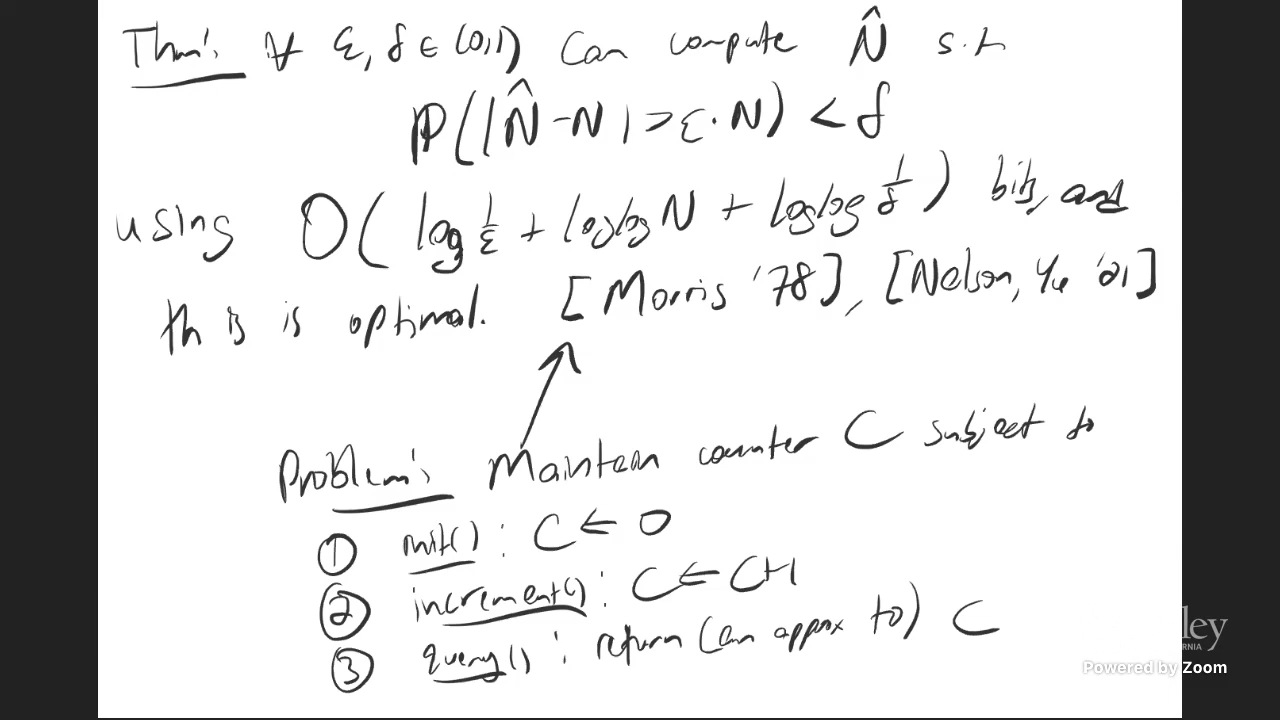 Thm: ∀ ε, δ ∈ (0,1) Can compute N̂ s.t.
ℙ(|N̂ - N| > ε·N) < δ
using O(log 1/ε + loglog N + loglog 1/δ) bits, and
this is optimal. [Morris '78], [Nelson, Yu '21]
Problem: Maintain counter C subject to
① init() : C ← 0
② increment() : C ← C+1
③ query() : return (an approx to) C
ley
RNIA
Powered by Zoom